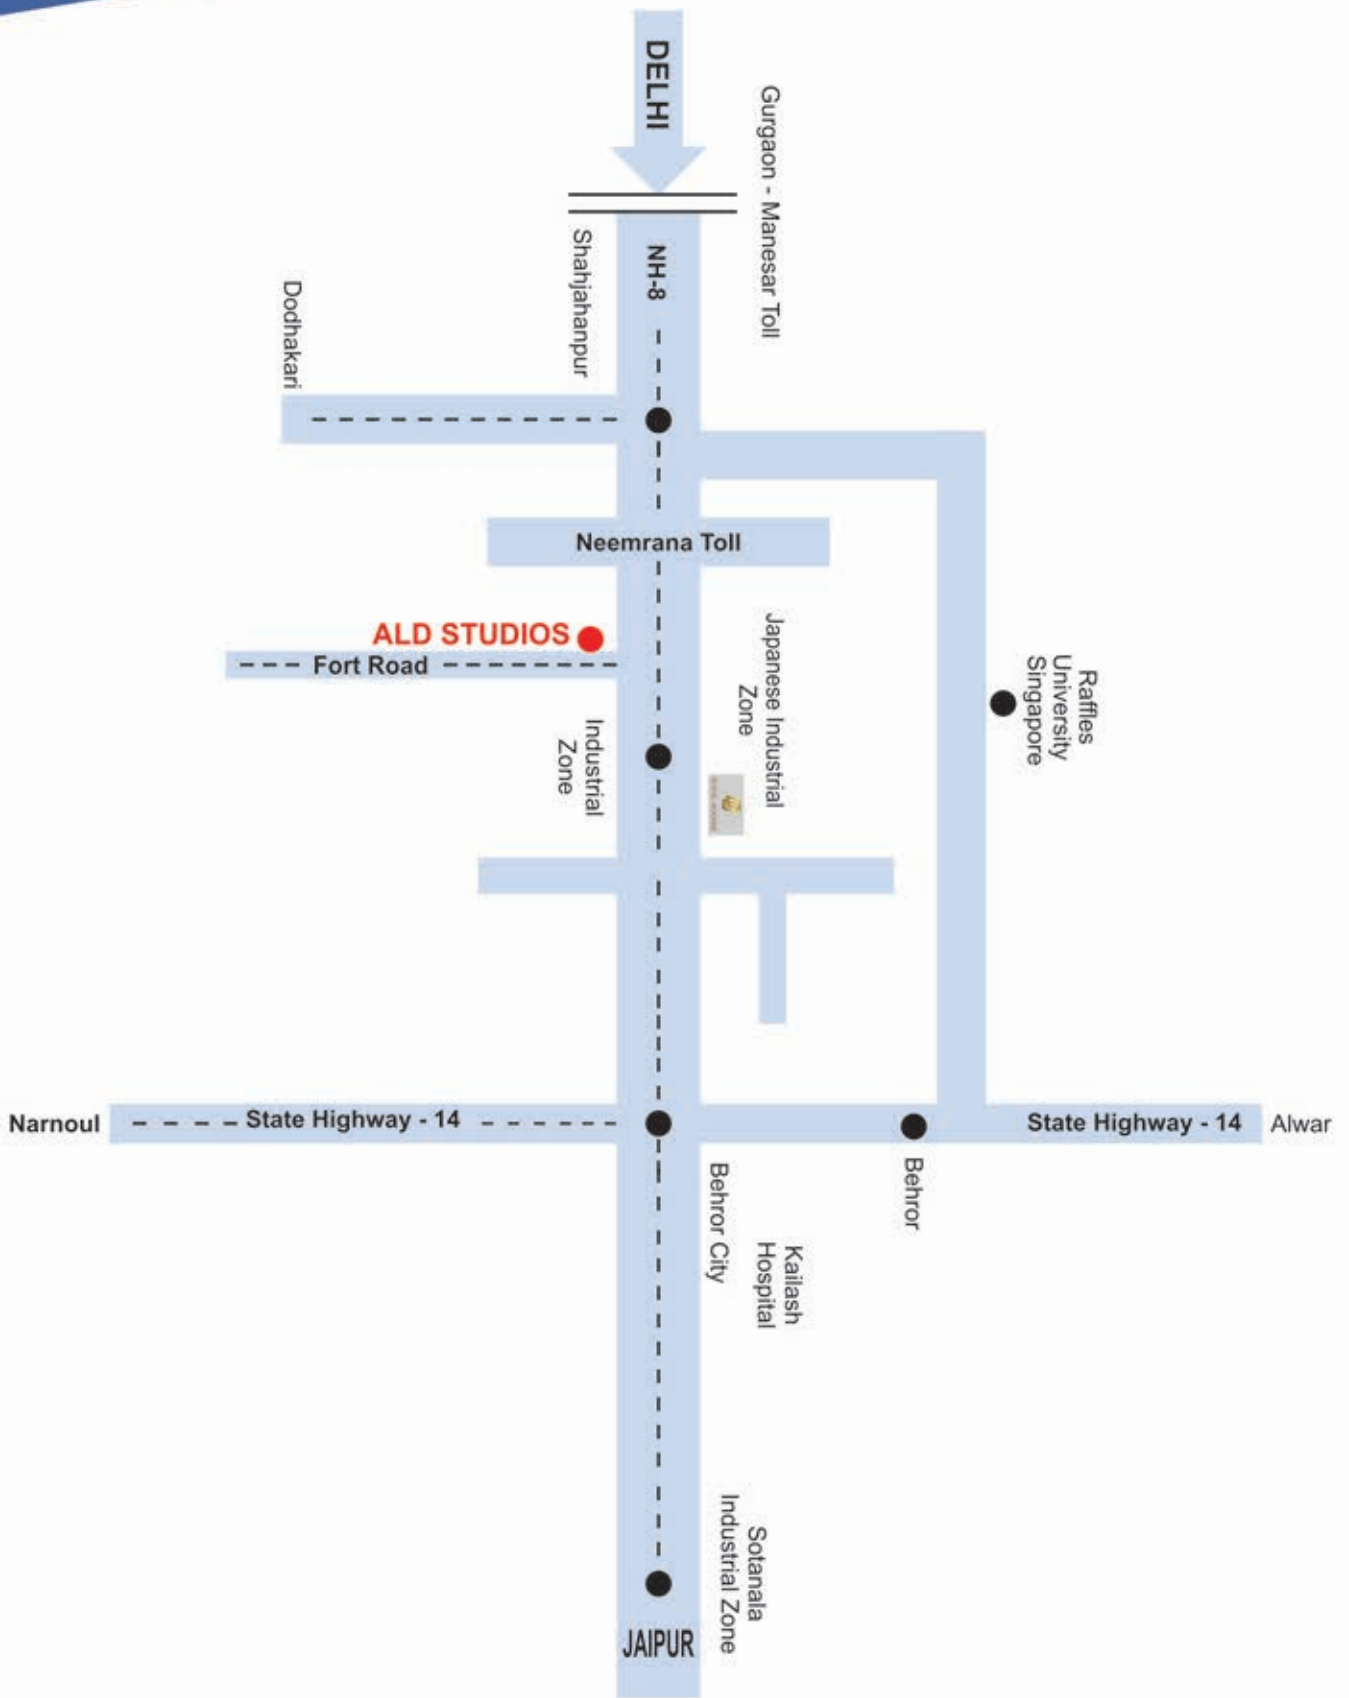 DELHI
Gurgaon - Manesar Toll
NH-8
Shahjahanpur
Dodhakari
Neemrana Toll
ALD STUDIOS
Fort Road
Japanese Industrial
Zone
Raffles
University
Singapore
Industrial
Zone
Narnoul
State Highway - 14
State Highway - 14
Alwar
Behror City
Behror
Kailash
Hospital
Sotanala
Industrial Zone
JAIPUR